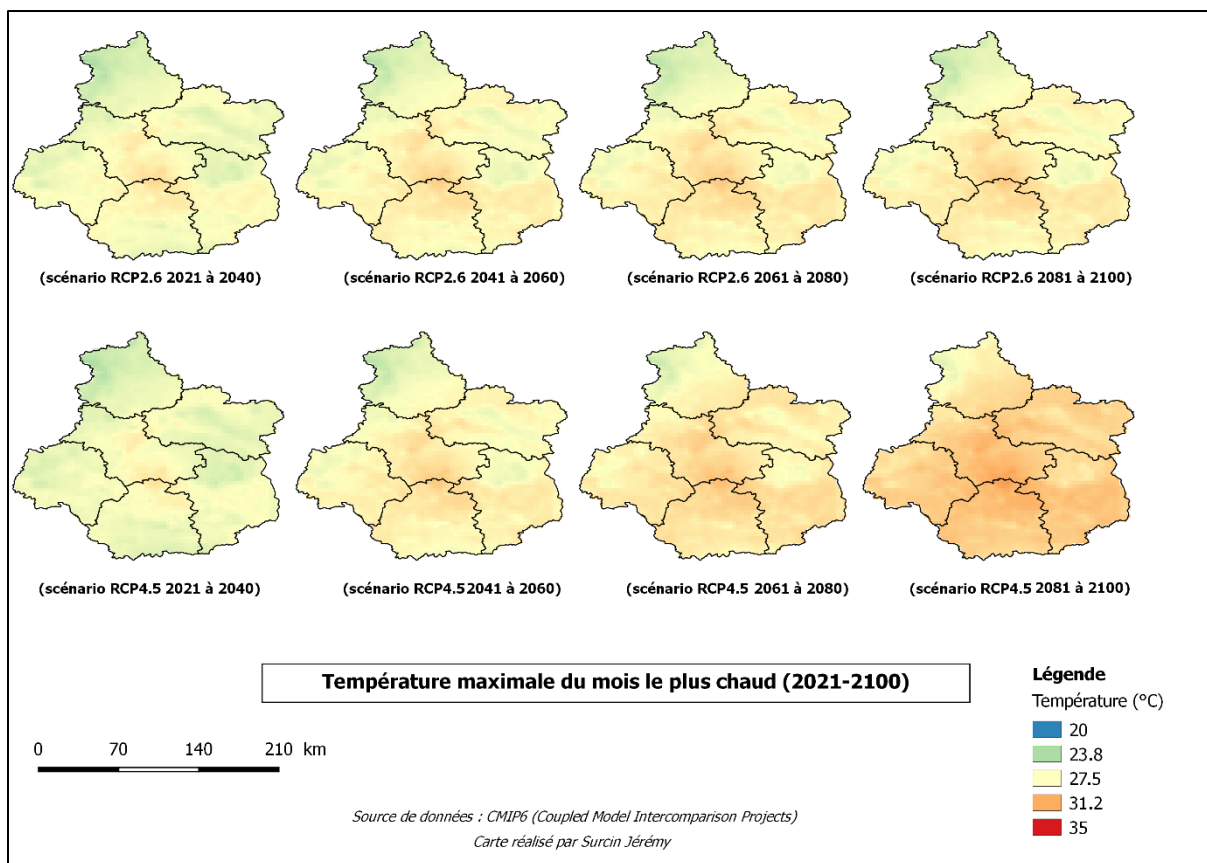 (scénario RCP2.6 2021 à 2040)
(scénario RCP2.6 2041 à 2060)
(scénario RCP2.6 2061 à 2080)
(scénario RCP2.6 2081 à 2100)
(scénario RCP4.5 2021 à 2040)
(scénario RCP4.52041 à 2060)
(scénario RCP4.5 2061 à 2080)
(scénario RCP4.5 2081 à 2100)
Température maximale du mois le plus chaud (2021-2100)
Légende
Température (°C)
20
23.8
27.5
31.2
35
0 70 140 210 km
Source de données : CMIP6 (Coupled Model Intercomparison Projects)
Carte réalisé par Surcin Jérémy